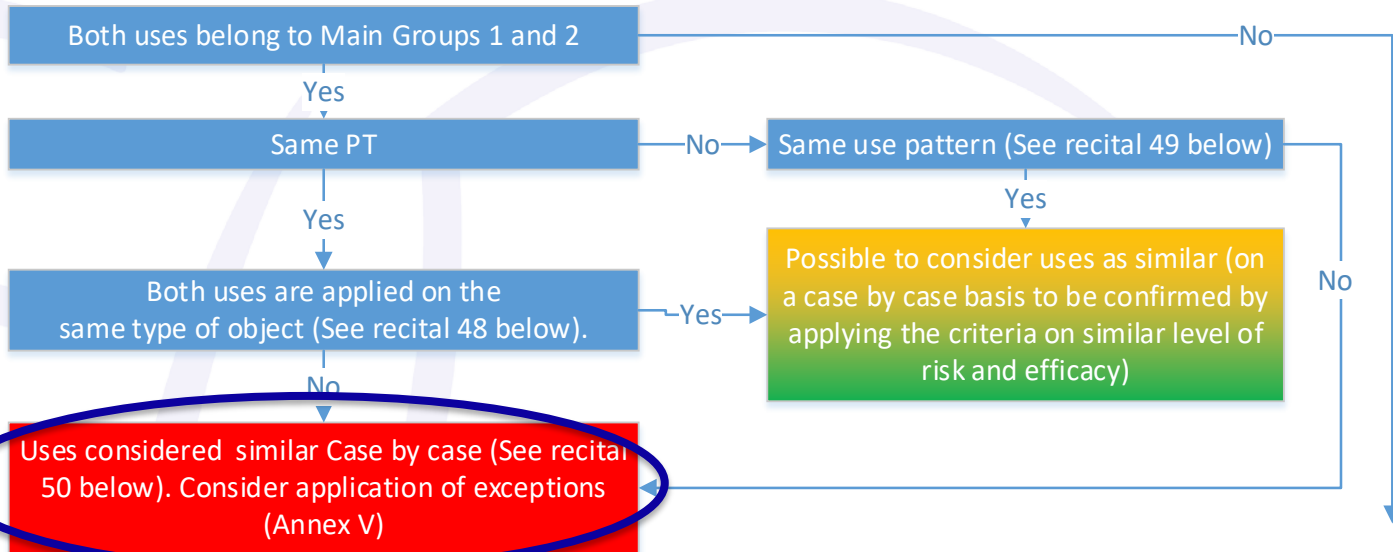 Both uses belong to Main Groups 1 and 2
No
Yes
Same PT
No
Same use pattern (See recital 49 below)
Yes
Yes
Both uses are applied on the
same type of object (See recital 48 below).
Yes
Possible to consider uses as similar (on
a case by case basis to be confirmed by
applying the criteria on similar level of
risk and efficacy)
No
No
Uses considered similar Case by case (See recital
50 below). Consider application of exceptions
(Annex V)